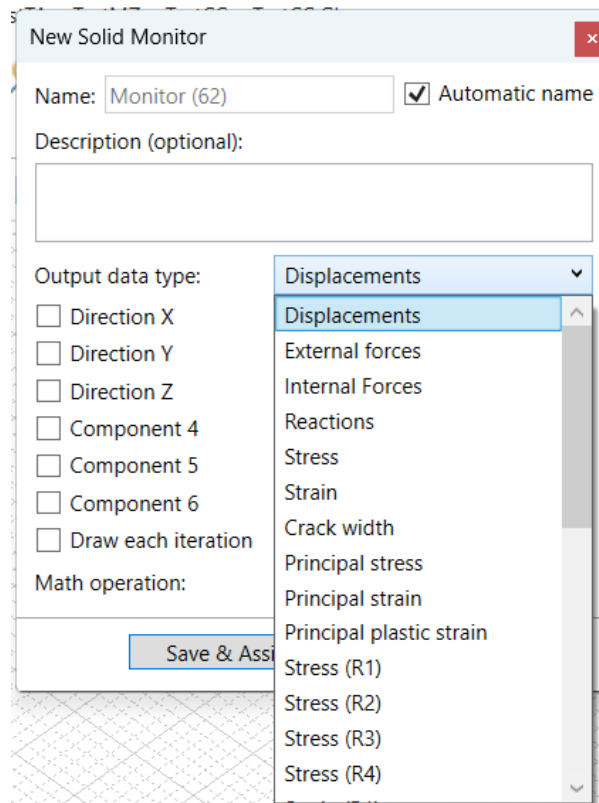 New Solid Monitor
Name: Monitor (62) Automatic name
Description (optional):
Output data type: Displacements
Direction X
Direction Y
Direction Z
Component 4
Component 5
Component 6
Draw each iteration
Math operation:
Save & Assi
Displacements
External forces
Internal Forces
Reactions
Stress
Strain
Crack width
Principal stress
Principal strain
Principal plastic strain
Stress (R1)
Stress (R2)
Stress (R3)
Stress (R4)